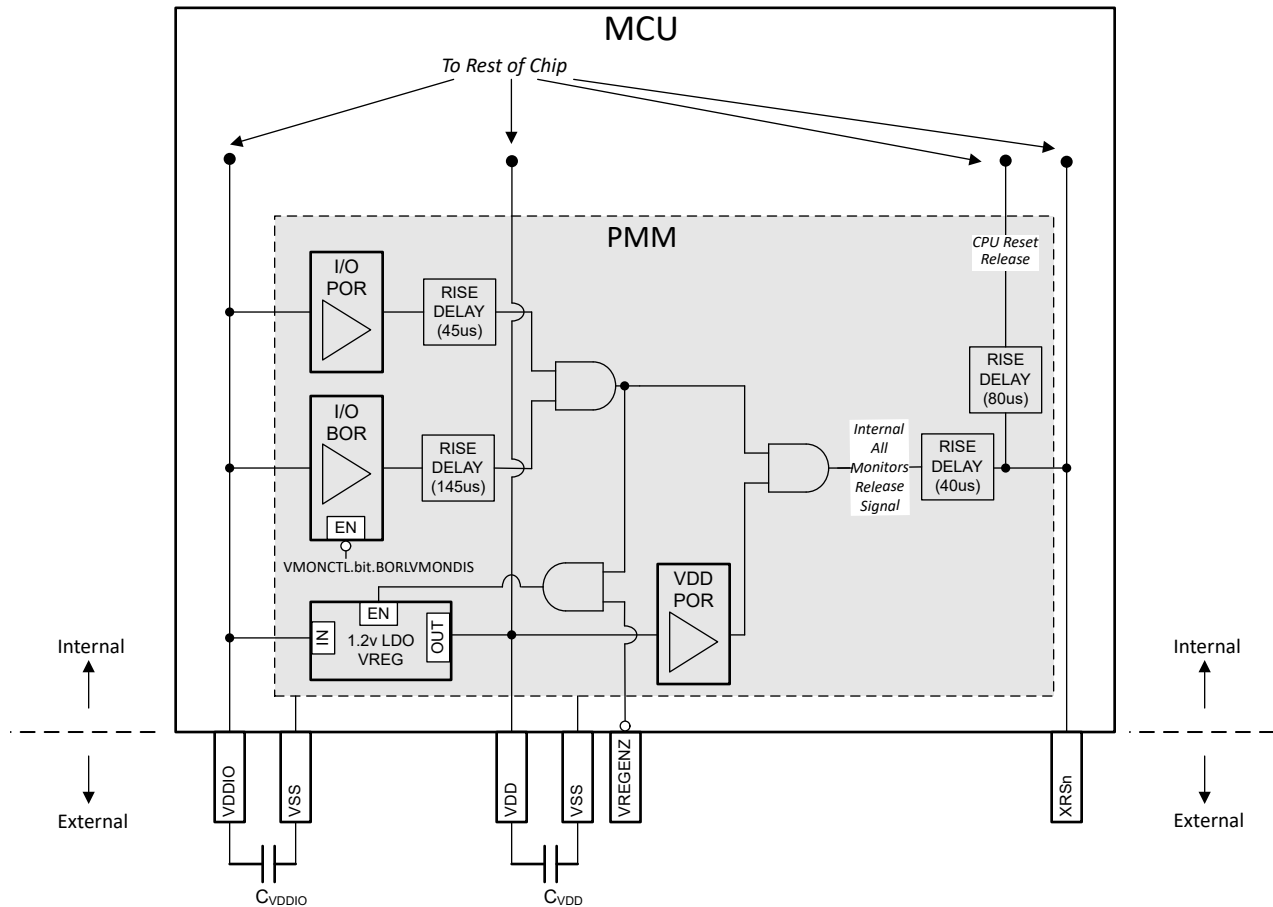 MCU
To Rest of Chip
PMM
CPU Reset
Release
I/O
POR
RISE
DELAY
(45us)
RISE
DELAY
(80us)
I/O
BOR
EN
RISE
DELAY
(145us)
Internal
All
Monitors
Release
Signal
RISE
DELAY
(40us)
VMONCTL.bit.BORLVMONDIS
EN
IN
1.2v LDO
VREG
OUT
VDD
POR
Internal
External
Internal
External
VDDIO
VSS
VDD
VSS
VREGENZ
XRSn
CVDDIO
CVDD